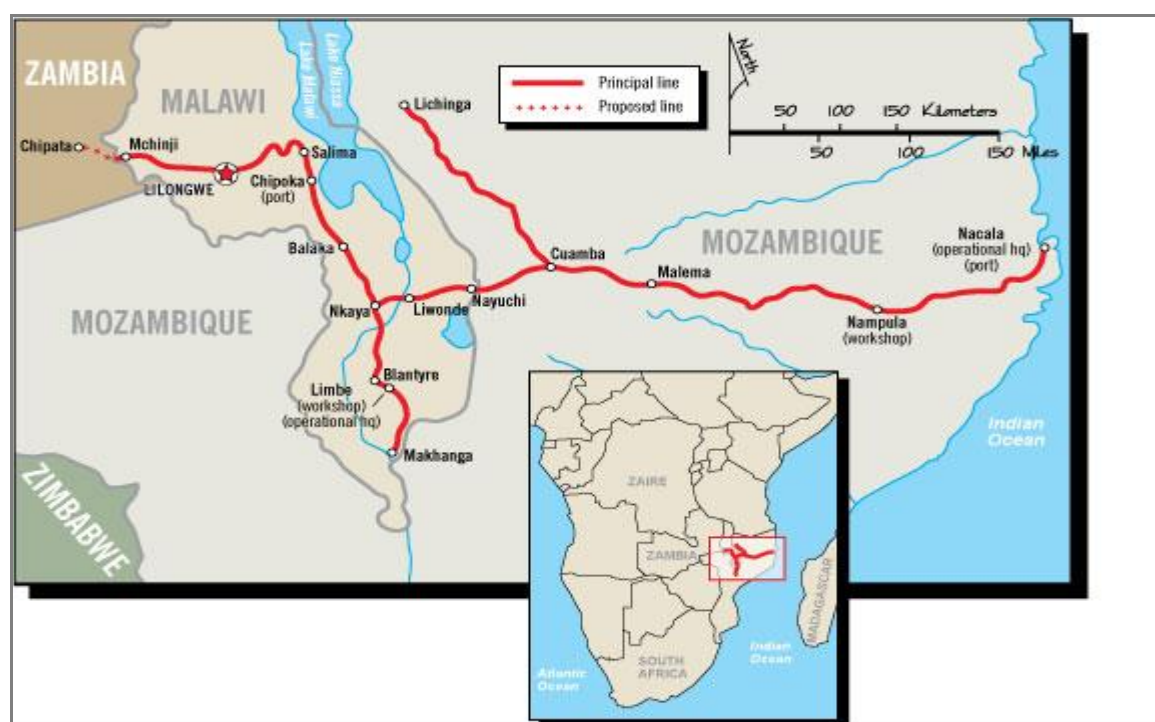 ZAMBIA
MALAWI
Lake Malawi
Lake Niassa
Chipata
Mchinji
LILONGWE
Salima
Chipoka
(port)
Balaka
Nkaya
Liwonde
Nayuchi
Lichinga
Cuamba
Malema
MOZAMBIQUE
Nampula
(workshop)
Nacala
(operational hq)
(port)
MOZAMBIQUE
Blantyre
Limbe
(workshop)
(operational hq)
Makhanga
ZIMBABWE
Indian
Ocean
Principal line
Proposed line
North
50 100 150 Kilometers
50 100 150 Miles
ZAIRE
ZAMBIA
SOUTH
AFRICA
MADAGASCAR
Atlantic
Ocean
Indian
Ocean